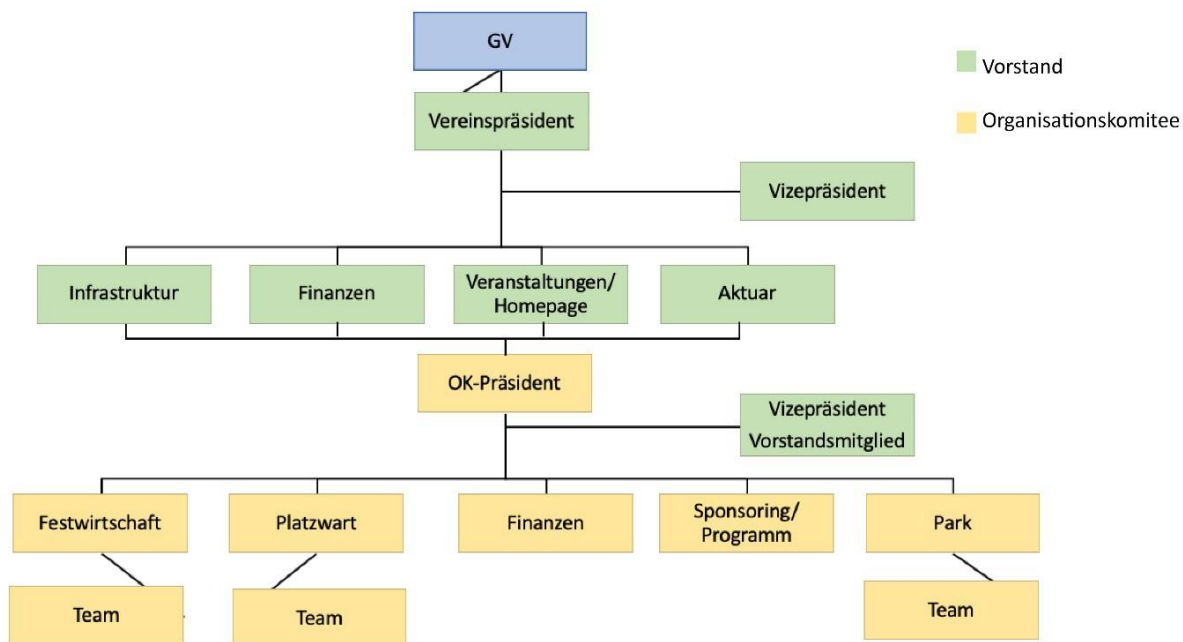 GV
Vorstand
Organisationskomitee
Vereinspräsident
Vizepräsident
Infrastruktur
Finanzen
Veranstaltungen/
Homepage
Aktuar
OK-Präsident
Vizepräsident
Vorstandsmitglied
Festwirtschaft
Platzwart
Finanzen
Sponsoring/
Programm
Park
Team
Team
Team